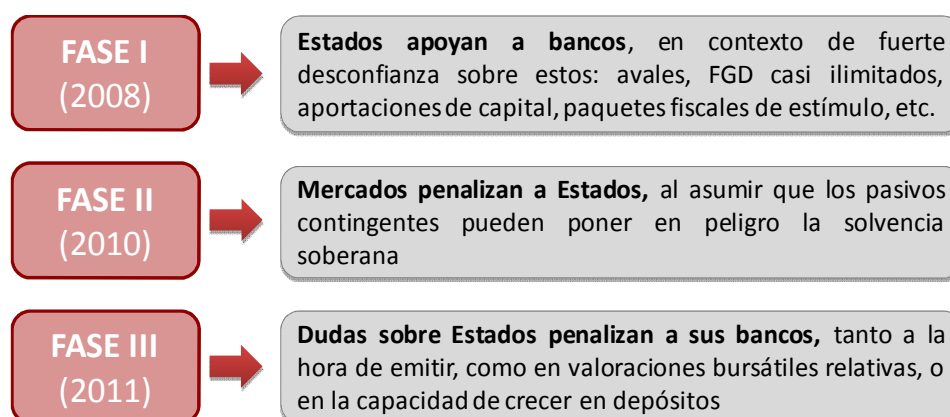 FASE I
(2008)
Estados apoyan a bancos, en contexto de fuerte
desconfianza sobre estos: avales, FGD casi ilimitados,
aportaciones de capital, paquetes fiscales de estímulo, etc.
FASE II
(2010)
Mercados penalizan a Estados, al asumir que los pasivos
contingentes pueden poner en peligro la solvencia
soberana
FASE III
(2011)
Dudas sobre Estados penalizan a sus bancos, tanto a la
hora de emitir, como en valoraciones bursátiles relativas, o
en la capacidad de crecer en depósitos